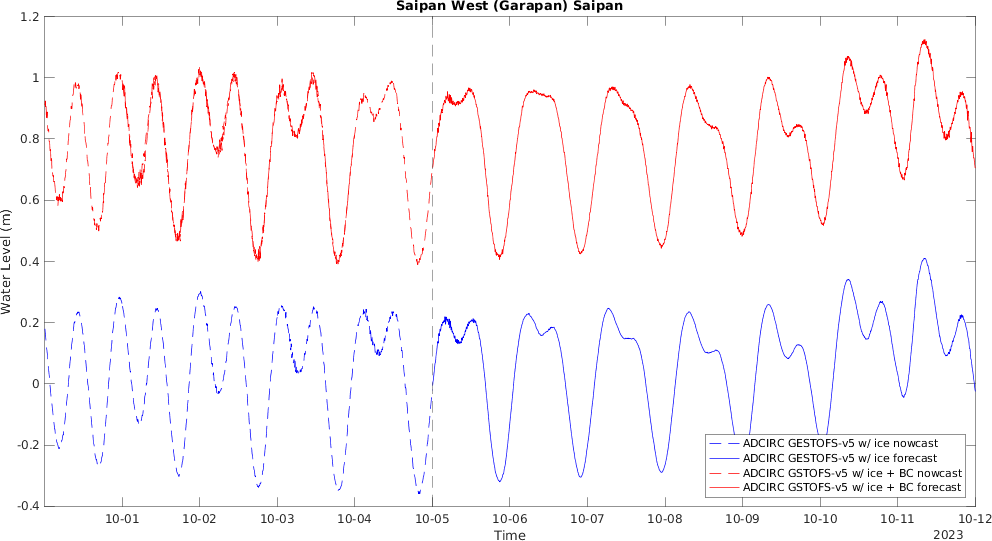 Saipan West (Garapan) Saipan
1.2
1
0.8
0.6
0.4
0.2
0
-0.2
-0.4
Water Level (m)
10-01 10-02 10-03 10-04 10-05 10-06 10-07 10-08 10-09 10-10 10-11 10-12
Time
2023
ADCIRC GESTOFS-v5 w/ ice nowcast
ADCIRC GESTOFS-v5 w/ ice forecast
ADCIRC GSTOFS-v5 w/ ice + BC nowcast
ADCIRC GSTOFS-v5 w/ ice + BC forecast